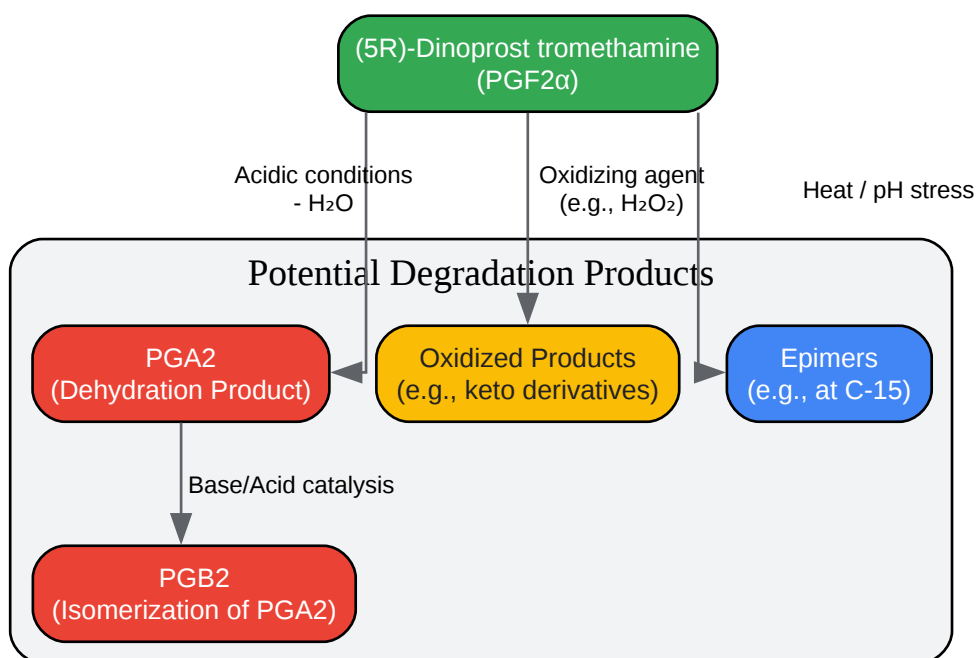 (5R)-Dinoprost tromethamine
(PGF2α)
Acidic conditions
- H₂O
Oxidizing agent
(e.g., H₂O₂)
Heat / pH stress
Potential Degradation Products
PGA2
(Dehydration Product)
Oxidized Products
(e.g., keto derivatives)
Epimers
(e.g., at C-15)
Base/Acid catalysis
PGB2
(Isomerization of PGA2)